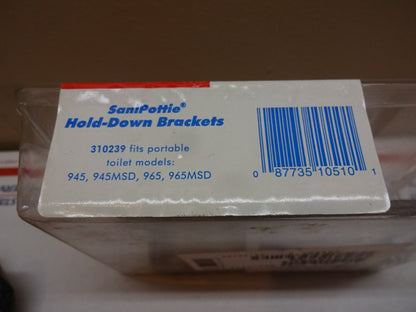 SaniPottie®
Hold-Down Brackets
310239 fits portable
toilet models:
945, 945MSD, 965, 965MSD
0 87735 10510 1